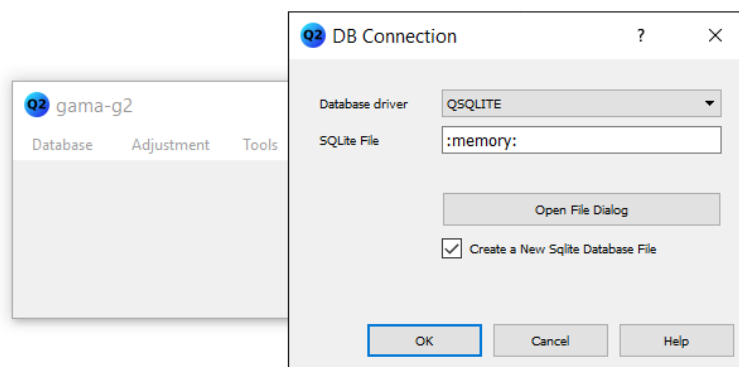 Q2 DB Connection ? ×
Q2 gama-g2
Database Adjustment Tools
Database driver QSQLITE
SQLite File :memory:
Open File Dialog
Create a New Sqlite Database File
OK Cancel Help